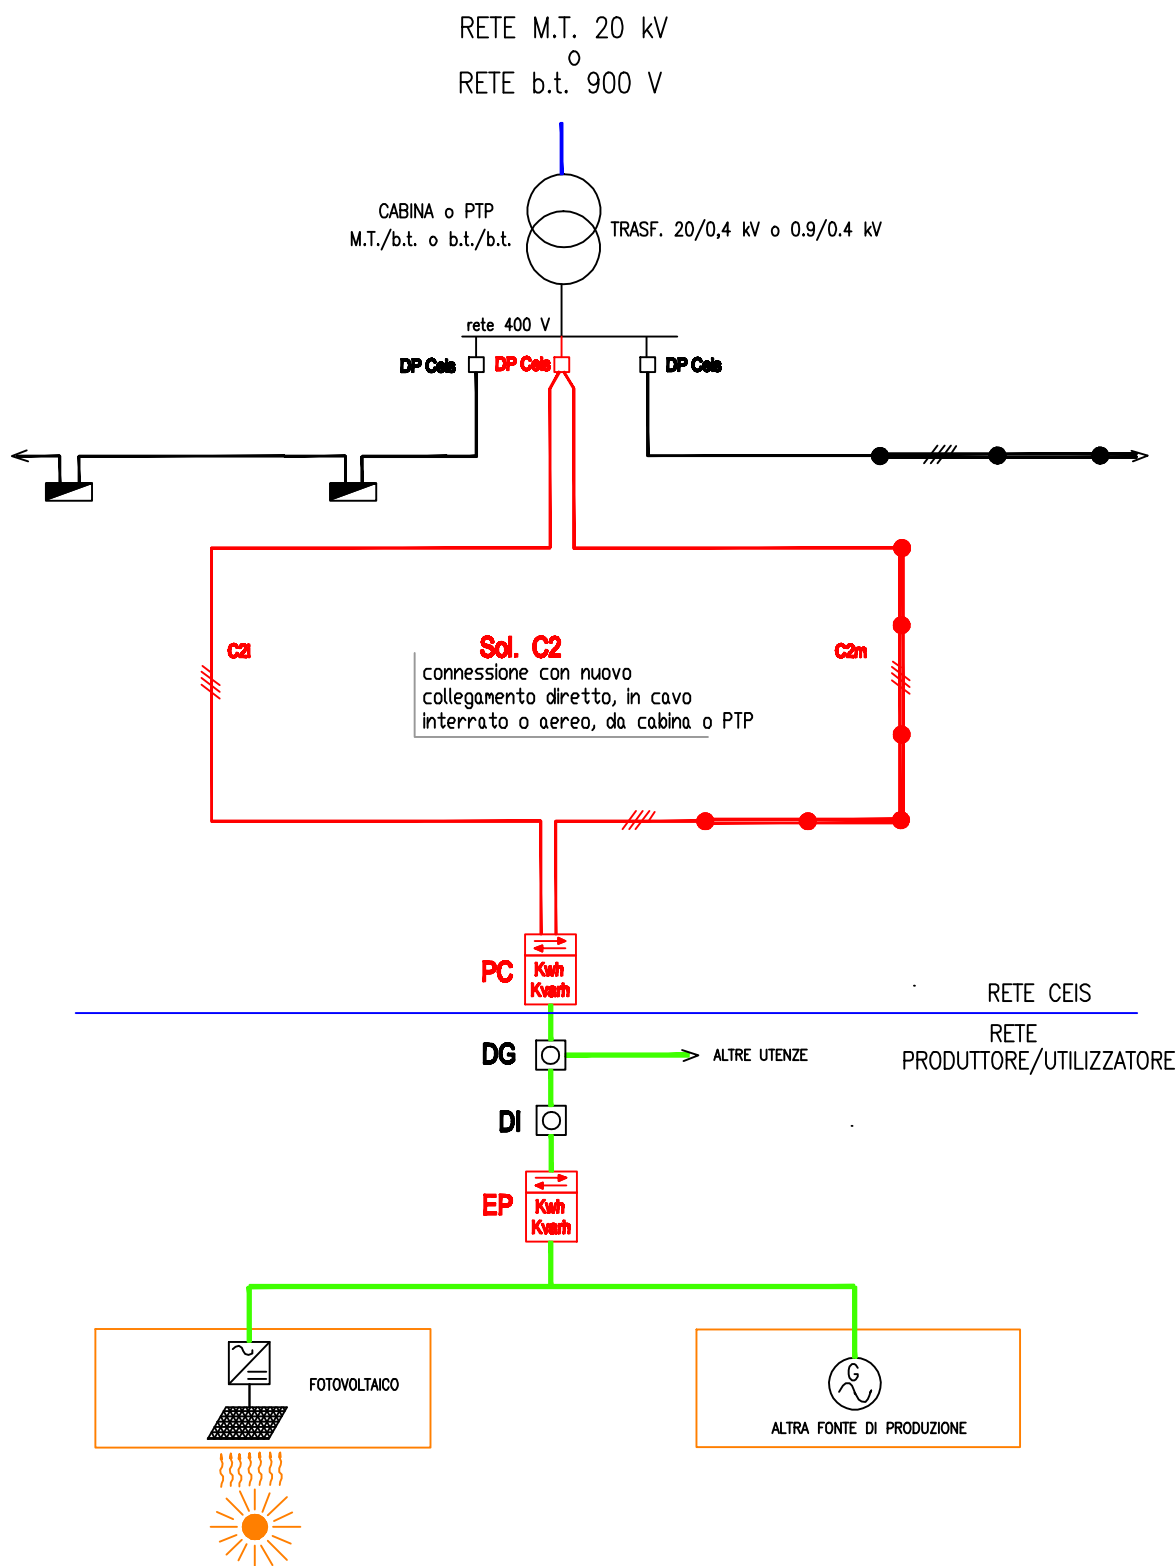 RETE M.T. 20 kV
o
RETE b.t. 900 V
CABINA o PTP
M.T./b.t. o b.t./b.t.
TRASF. 20/0,4 kV o 0.9/0.4 kV
rete 400 V
DP Ceis
DP Ceis
DP Ceis
C2i
Sol. C2
C2m
connessione con nuovo
collegamento diretto, in cavo
interrato o aereo, da cabina o PTP
PC
Kwh
Kvarh
RETE CEIS
RETE
PRODUTTORE/UTILIZZATORE
DG
ALTRE UTENZE
DI
EP
Kwh
Kvarh
FOTOVOLTAICO
G
ALTRA FONTE DI PRODUZIONE